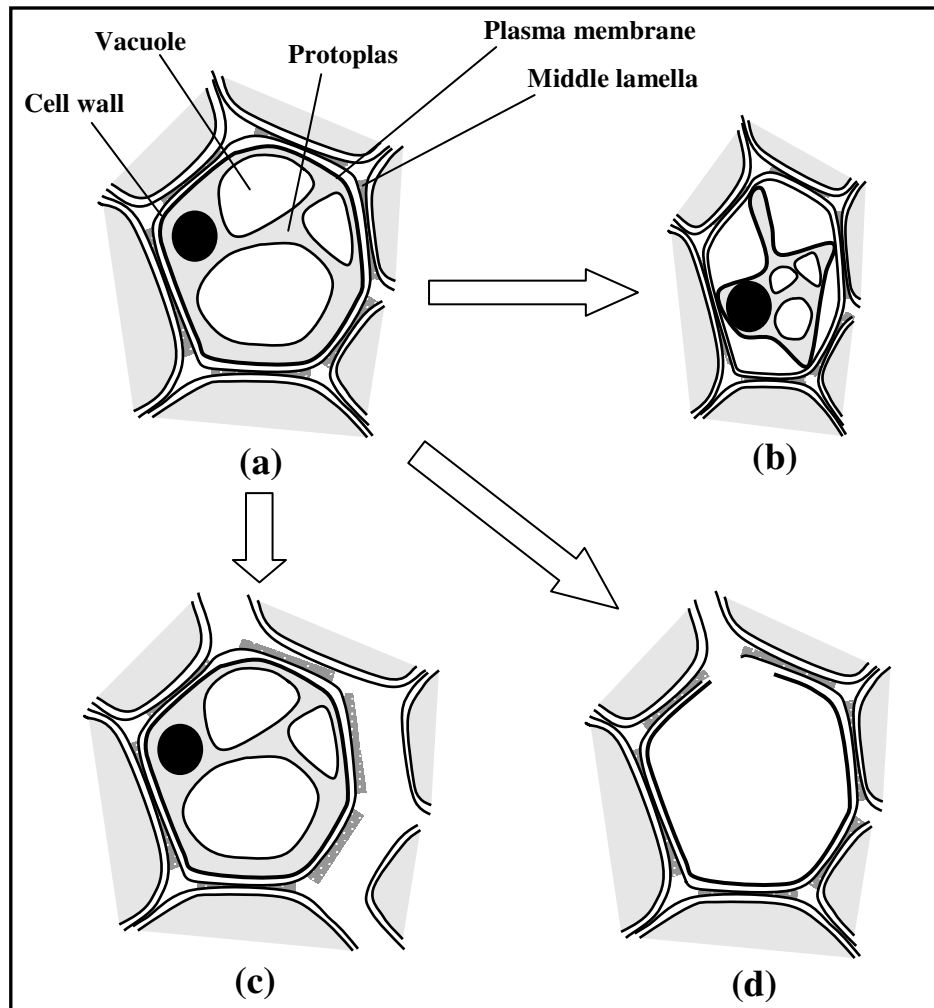 Plasma membrane
Vacuole
Protoplas
Middle lamella
Cell wall
(a)
(b)
(c)
(d)